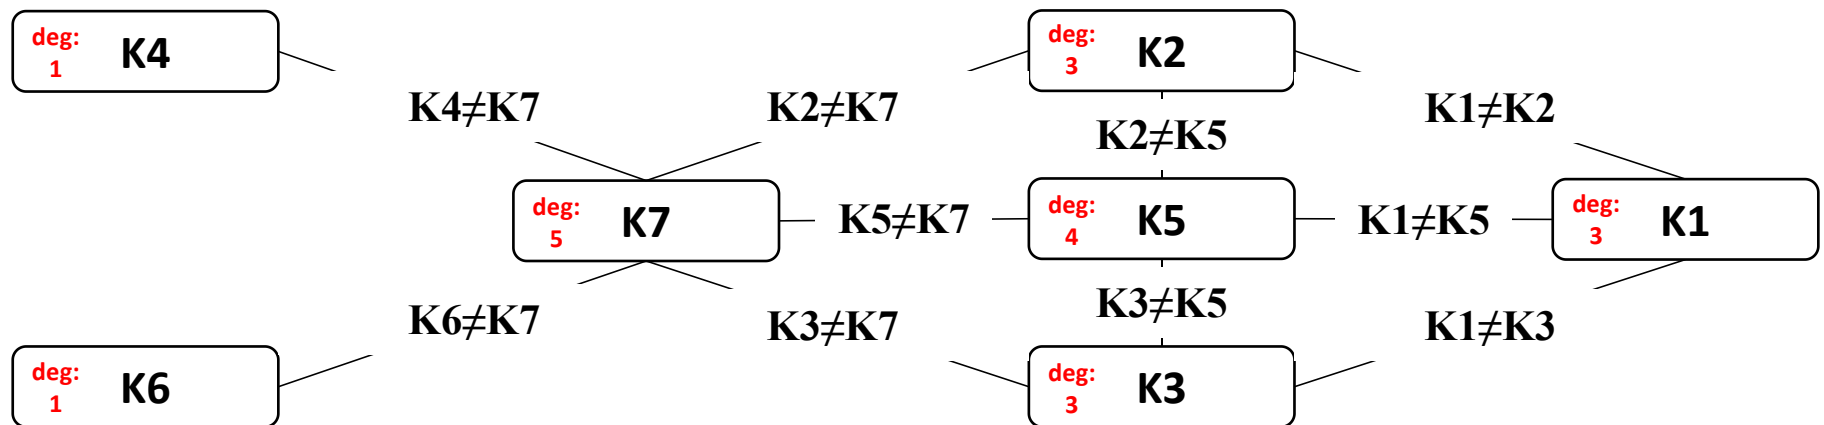 deg:
1
K4
deg:
3
K2
K4≠K7
K2≠K7
K1≠K2
K2≠K5
deg:
5
K7
K5≠K7
deg:
4
K5
K1≠K5
deg:
3
K1
K6≠K7
K3≠K7
K3≠K5
K1≠K3
deg:
1
K6
deg:
3
K3